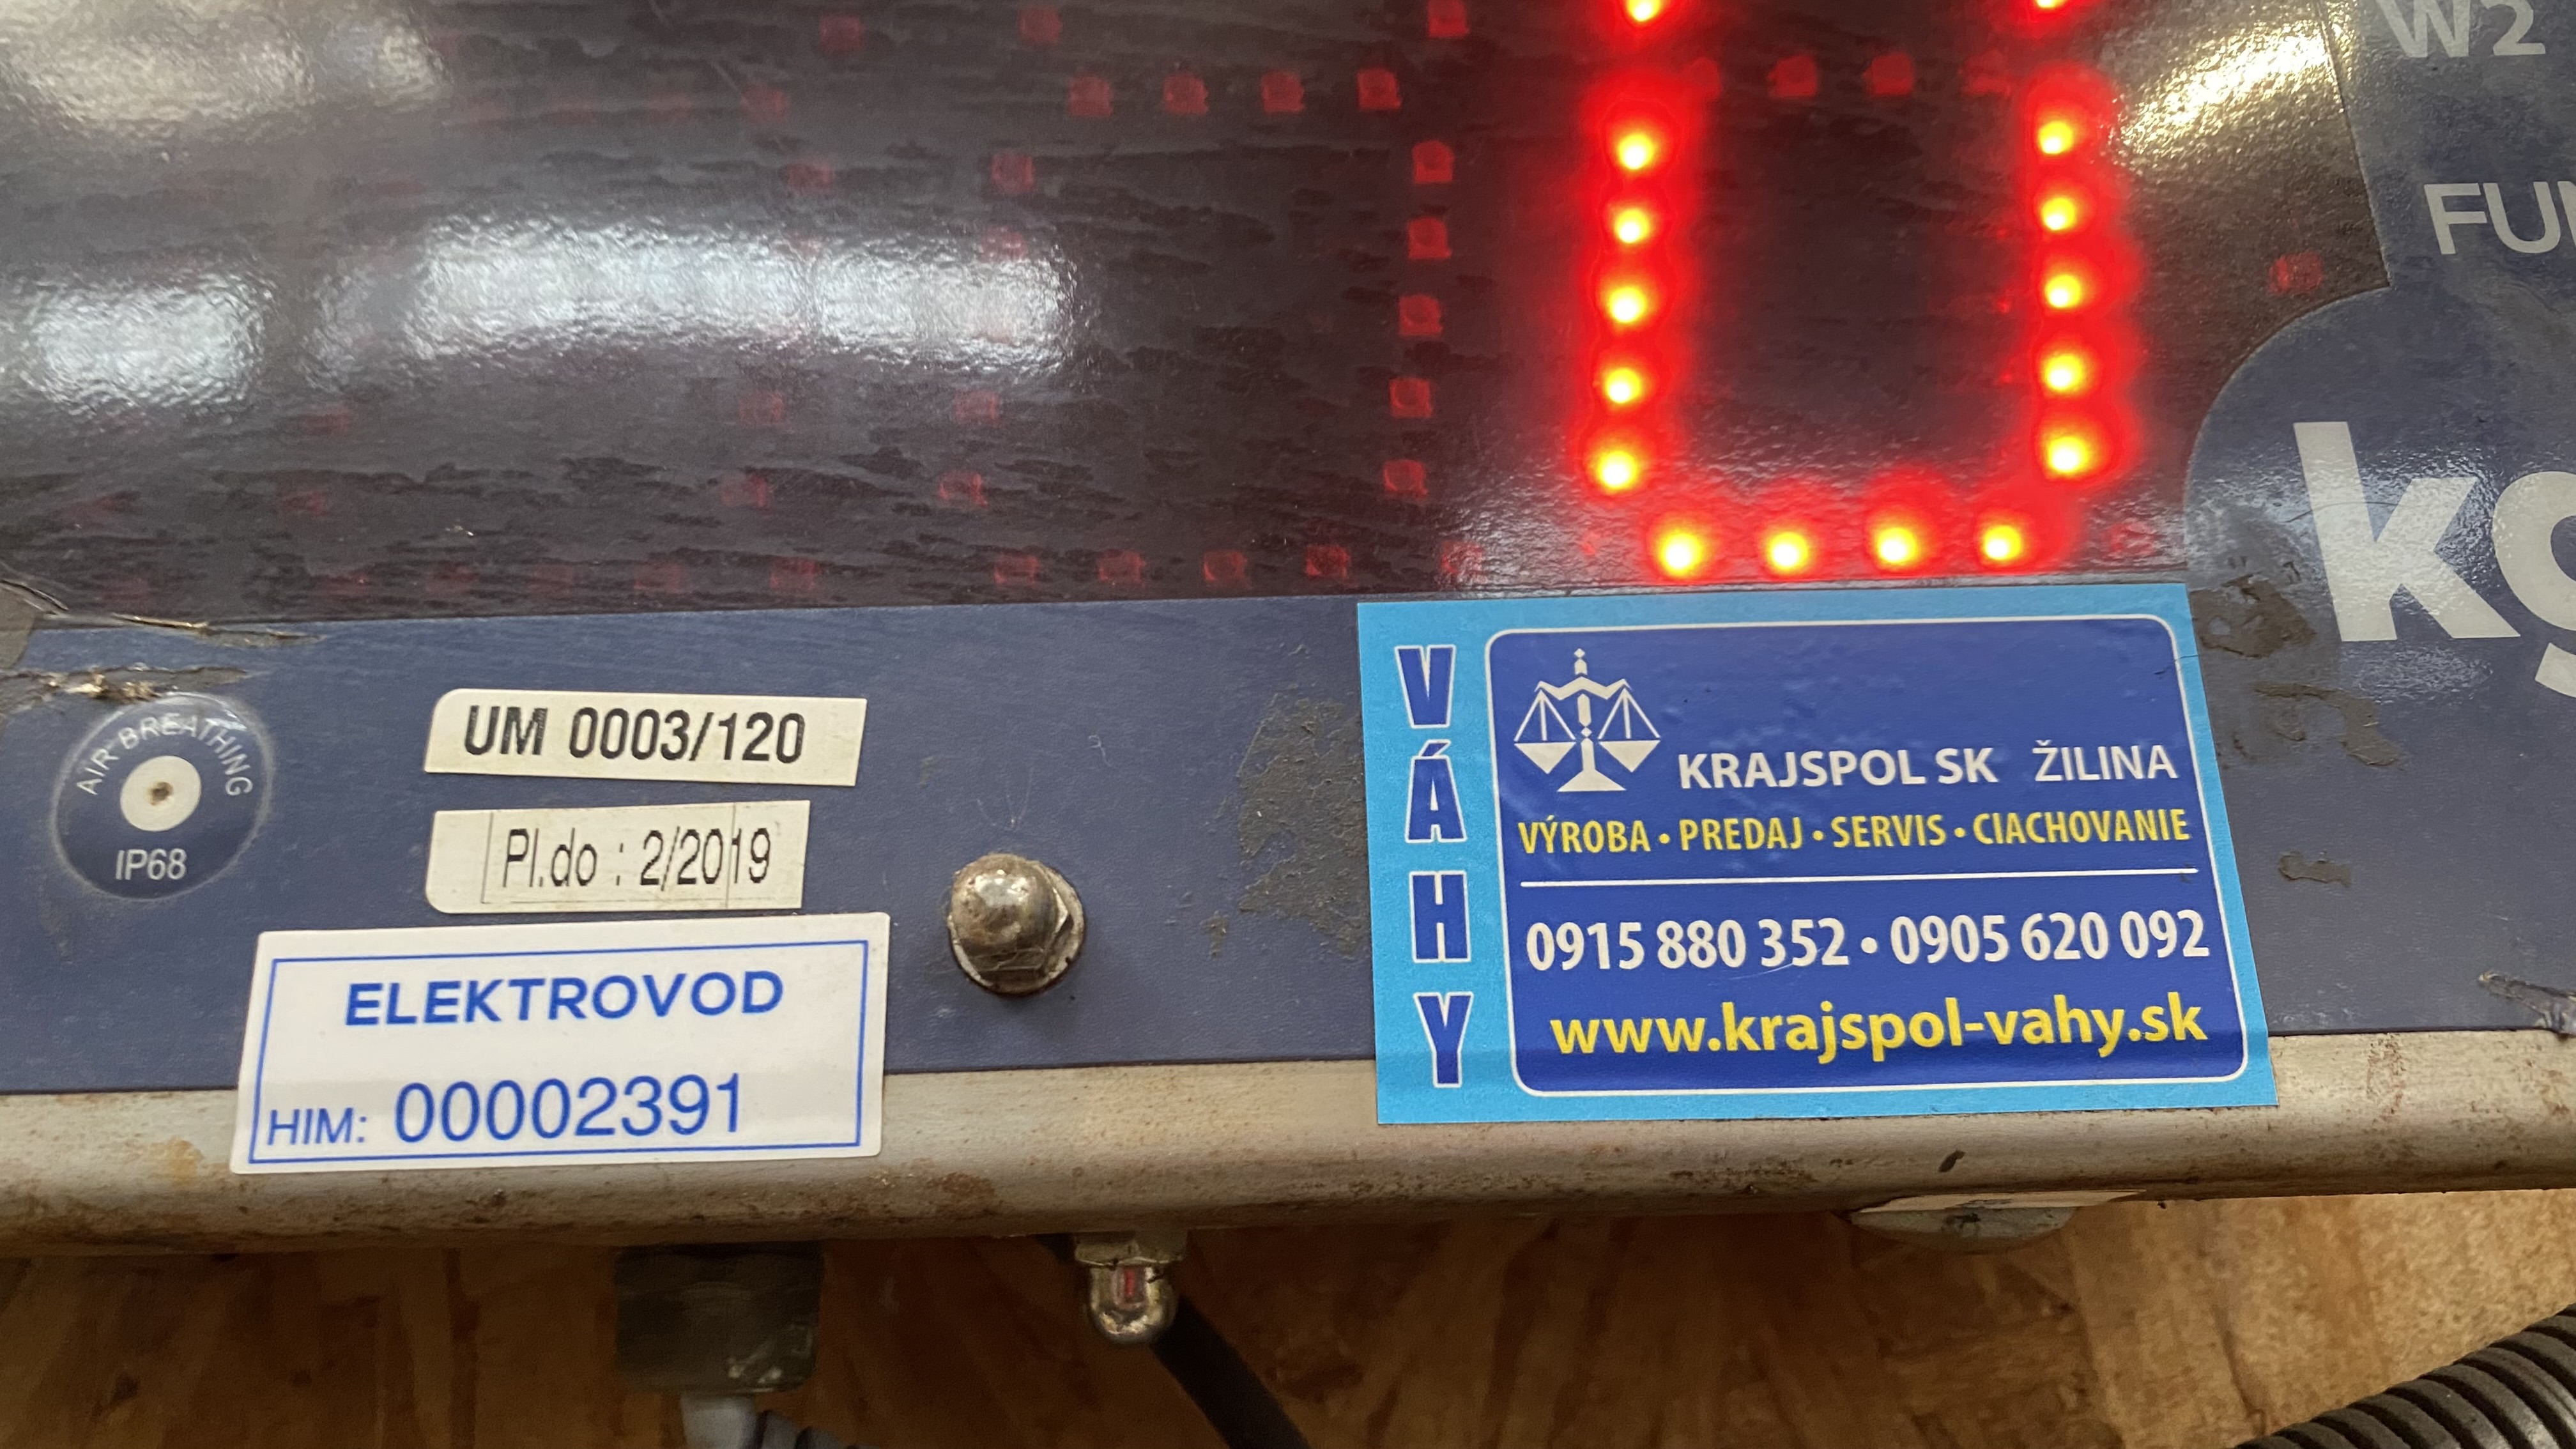 W2
FU
kg
AIR BREATHING
IP68
UM 0003/120
Pl.do : 2/2019
ELEKTROVOD
HIM: 00002391
VÁHY
KRAJSPOL SK ŽILINA
VÝROBA • PREDAJ • SERVIS • CIACHOVANIE
0915 880 352 • 0905 620 092
www.krajspol-vahy.sk